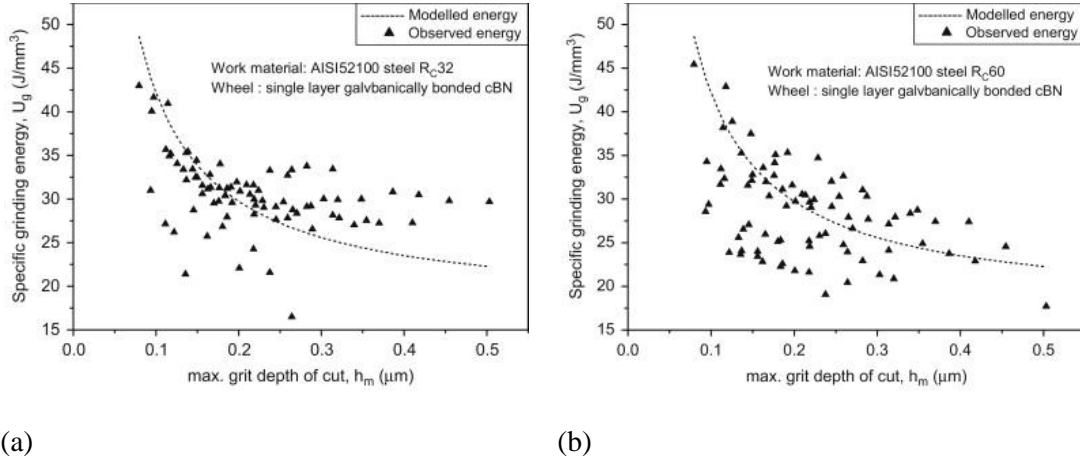 Modelled energy
Observed energy
Work material: AISI52100 steel RC32
Wheel : single layer galvbanically bonded cBN
Specific grinding energy, Ug (J/mm³)
50
45
40
35
30
25
20
15
0.0 0.1 0.2 0.3 0.4 0.5
max. grit depth of cut, hm (μm)
(a)
Modelled energy
Observed energy
Work material: AISI52100 steel RC60
Wheel : single layer galvbanically bonded cBN
Specific grinding energy, Ug (J/mm³)
50
45
40
35
30
25
20
15
0.0 0.1 0.2 0.3 0.4 0.5
max. grit depth of cut, hm (μm)
(b)